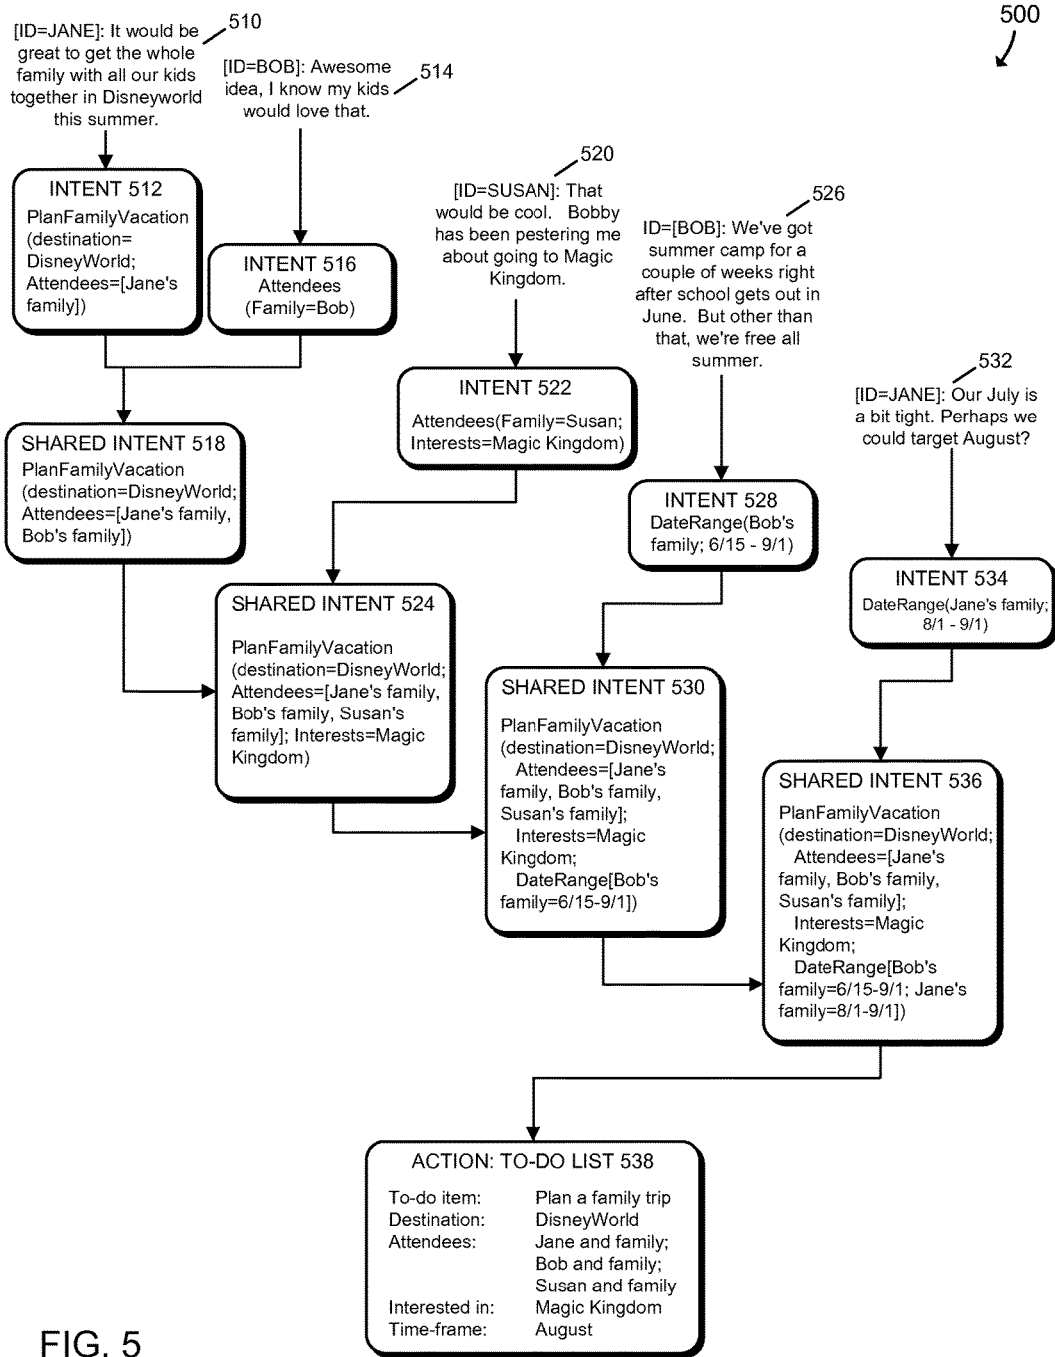 500
[ID=JANE]: It would be
great to get the whole
family with all our kids
together in Disneyworld
this summer.
510
[ID=BOB]: Awesome
idea, I know my kids
would love that.
514
INTENT 512
PlanFamilyVacation
(destination=
DisneyWorld;
Attendees=[Jane's
family])
INTENT 516
Attendees
(Family=Bob)
520
[ID=SUSAN]: That
would be cool. Bobby
has been pestering me
about going to Magic
Kingdom.
526
ID=[BOB]: We've got
summer camp for a
couple of weeks right
after school gets out in
June. But other than
that, we're free all
summer.
532
[ID=JANE]: Our July is
a bit tight. Perhaps we
could target August?
INTENT 522
Attendees(Family=Susan;
Interests=Magic Kingdom)
SHARED INTENT 518
PlanFamilyVacation
(destination=DisneyWorld;
Attendees=[Jane's family,
Bob's family])
INTENT 528
DateRange(Bob's
family; 6/15 - 9/1)
INTENT 534
DateRange(Jane's family;
8/1 - 9/1)
SHARED INTENT 524
PlanFamilyVacation
(destination=DisneyWorld;
Attendees=[Jane's family,
Bob's family, Susan's
family]; Interests=Magic
Kingdom)
SHARED INTENT 530
PlanFamilyVacation
(destination=DisneyWorld;
Attendees=[Jane's
family, Bob's family,
Susan's family];
Interests=Magic
Kingdom;
DateRange[Bob's
family=6/15-9/1])
SHARED INTENT 536
PlanFamilyVacation
(destination=DisneyWorld;
Attendees=[Jane's
family, Bob's family,
Susan's family];
Interests=Magic
Kingdom;
DateRange[Bob's
family=6/15-9/1; Jane's
family=8/1-9/1])
ACTION: TO-DO LIST 538
To-do item: Plan a family trip
Destination: DisneyWorld
Attendees: Jane and family;
Bob and family;
Susan and family
Interested in: Magic Kingdom
Time-frame: August
FIG. 5